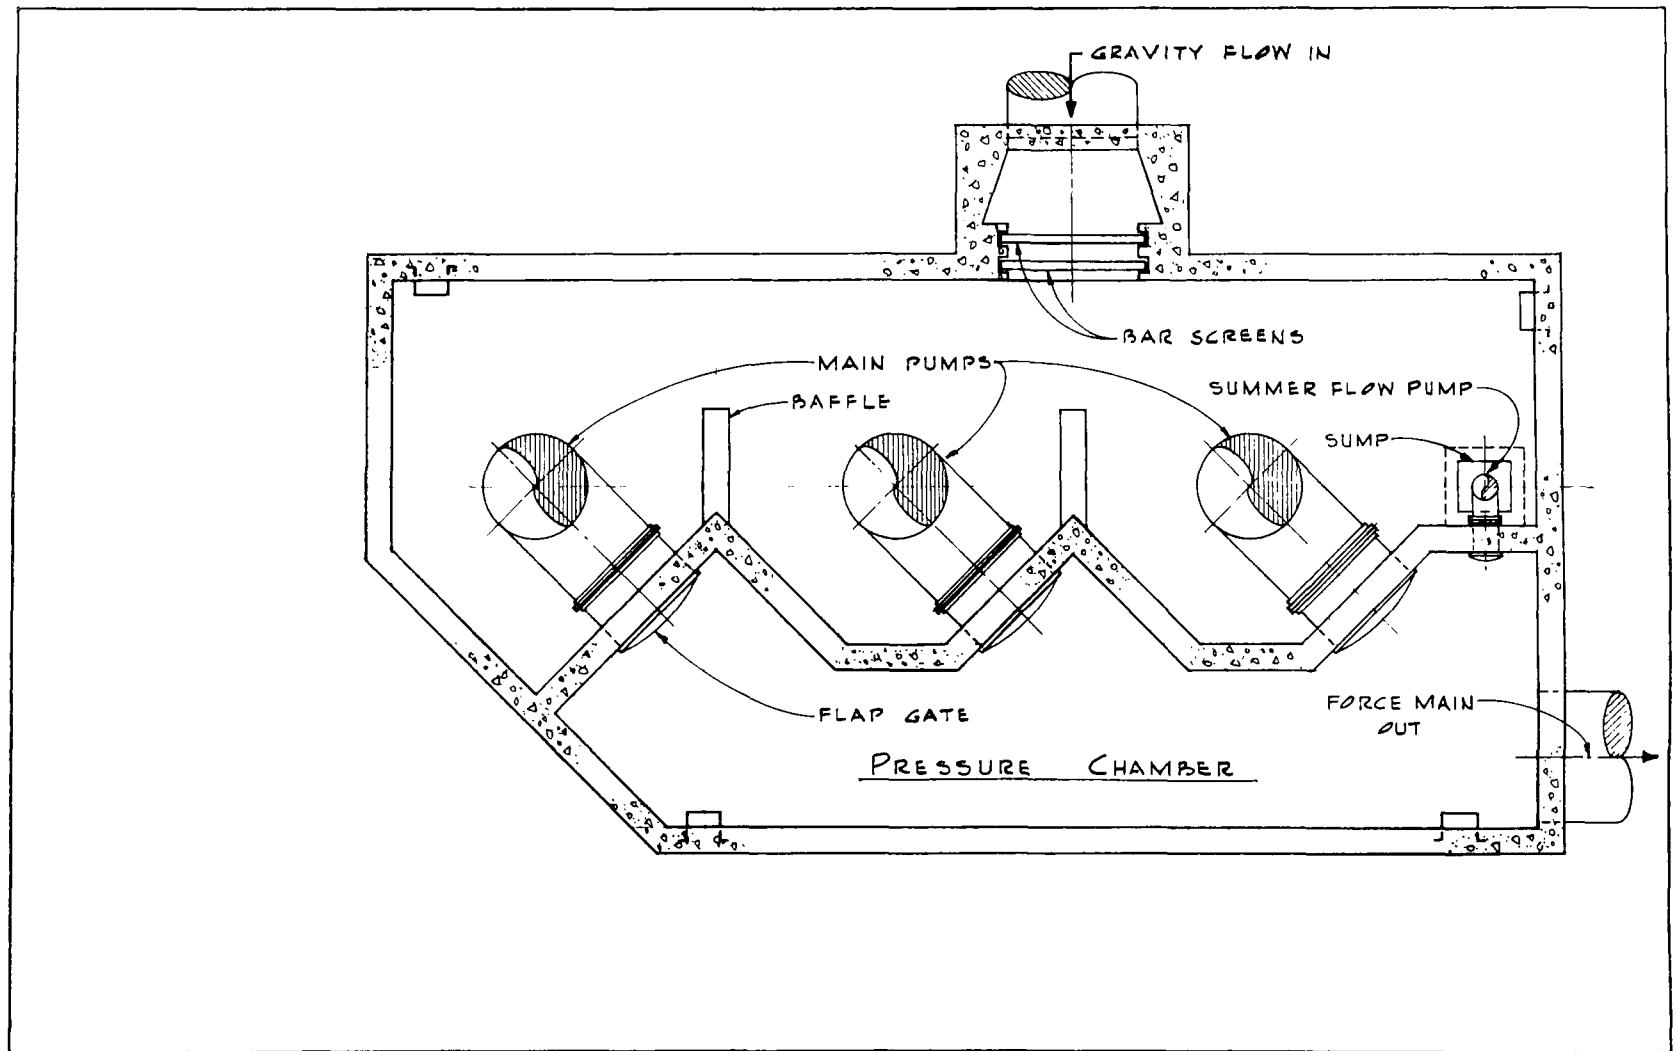 GRAVITY FLOW IN
BAR SCREENS
MAIN PUMPS
SUMMER FLOW PUMP
BAFFLE
SUMP
FLAP GATE
FORCE MAIN
OUT
PRESSURE CHAMBER